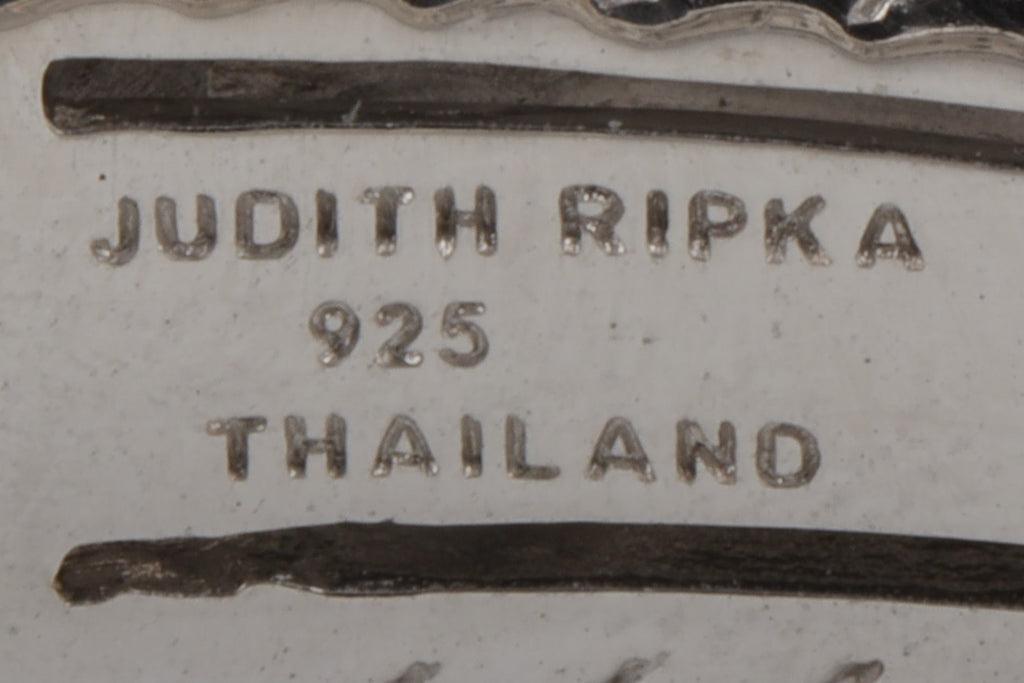 JUDITH RIPKA
925
THAILAND